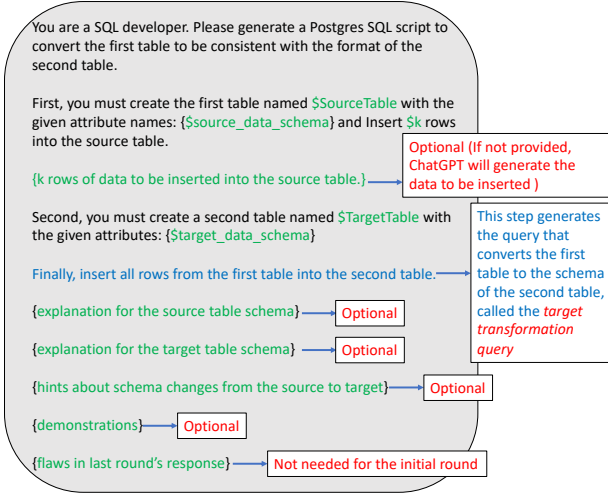 You are a SQL developer. Please generate a Postgres SQL script to
convert the first table to be consistent with the format of the
second table.
First, you must create the first table named $SourceTable with the
given attribute names: {$source_data_schema} and Insert $k rows
into the source table.
Optional (If not provided,
ChatGPT will generate the
data to be inserted )
{k rows of data to be inserted into the source table.}
Second, you must create a second table named $TargetTable with
the given attributes: {$target_data_schema}
Finally, insert all rows from the first table into the second table.
This step generates
the query that
converts the first
table to the schema
of the second table,
called the target
transformation
query
{explanation for the source table schema}
Optional
{explanation for the target table schema}
Optional
{hints about schema changes from the source to target}
Optional
{demonstrations}
Optional
{flaws in last round's response}
Not needed for the initial round